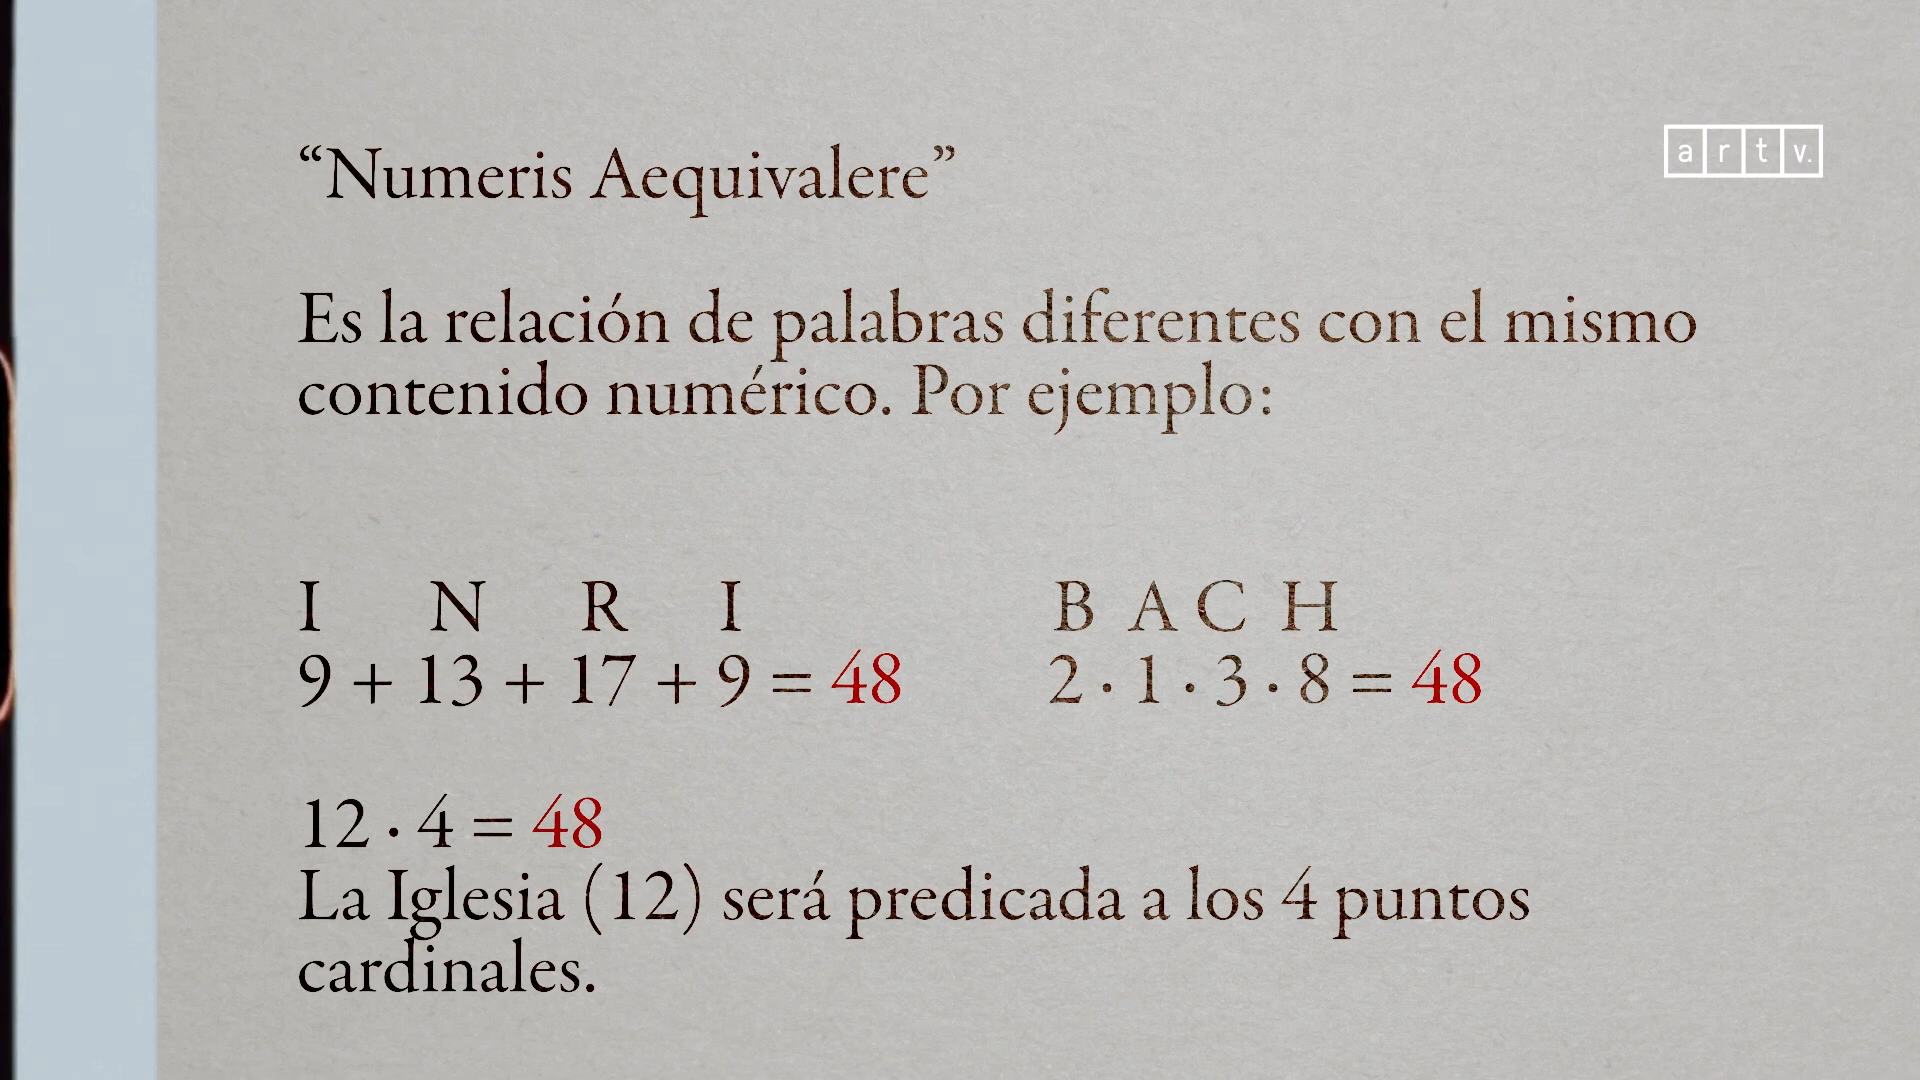 “Numeris Aequivalere”
artv.
Es la relación de palabras diferentes con el mismo
contenido numérico. Por ejemplo:
I N R I
9 + 13 + 17 + 9 = 48
B A C H
2 · 1 · 3 · 8 = 48
12 · 4 = 48
La Iglesia (12) será predicada a los 4 puntos
cardinales.